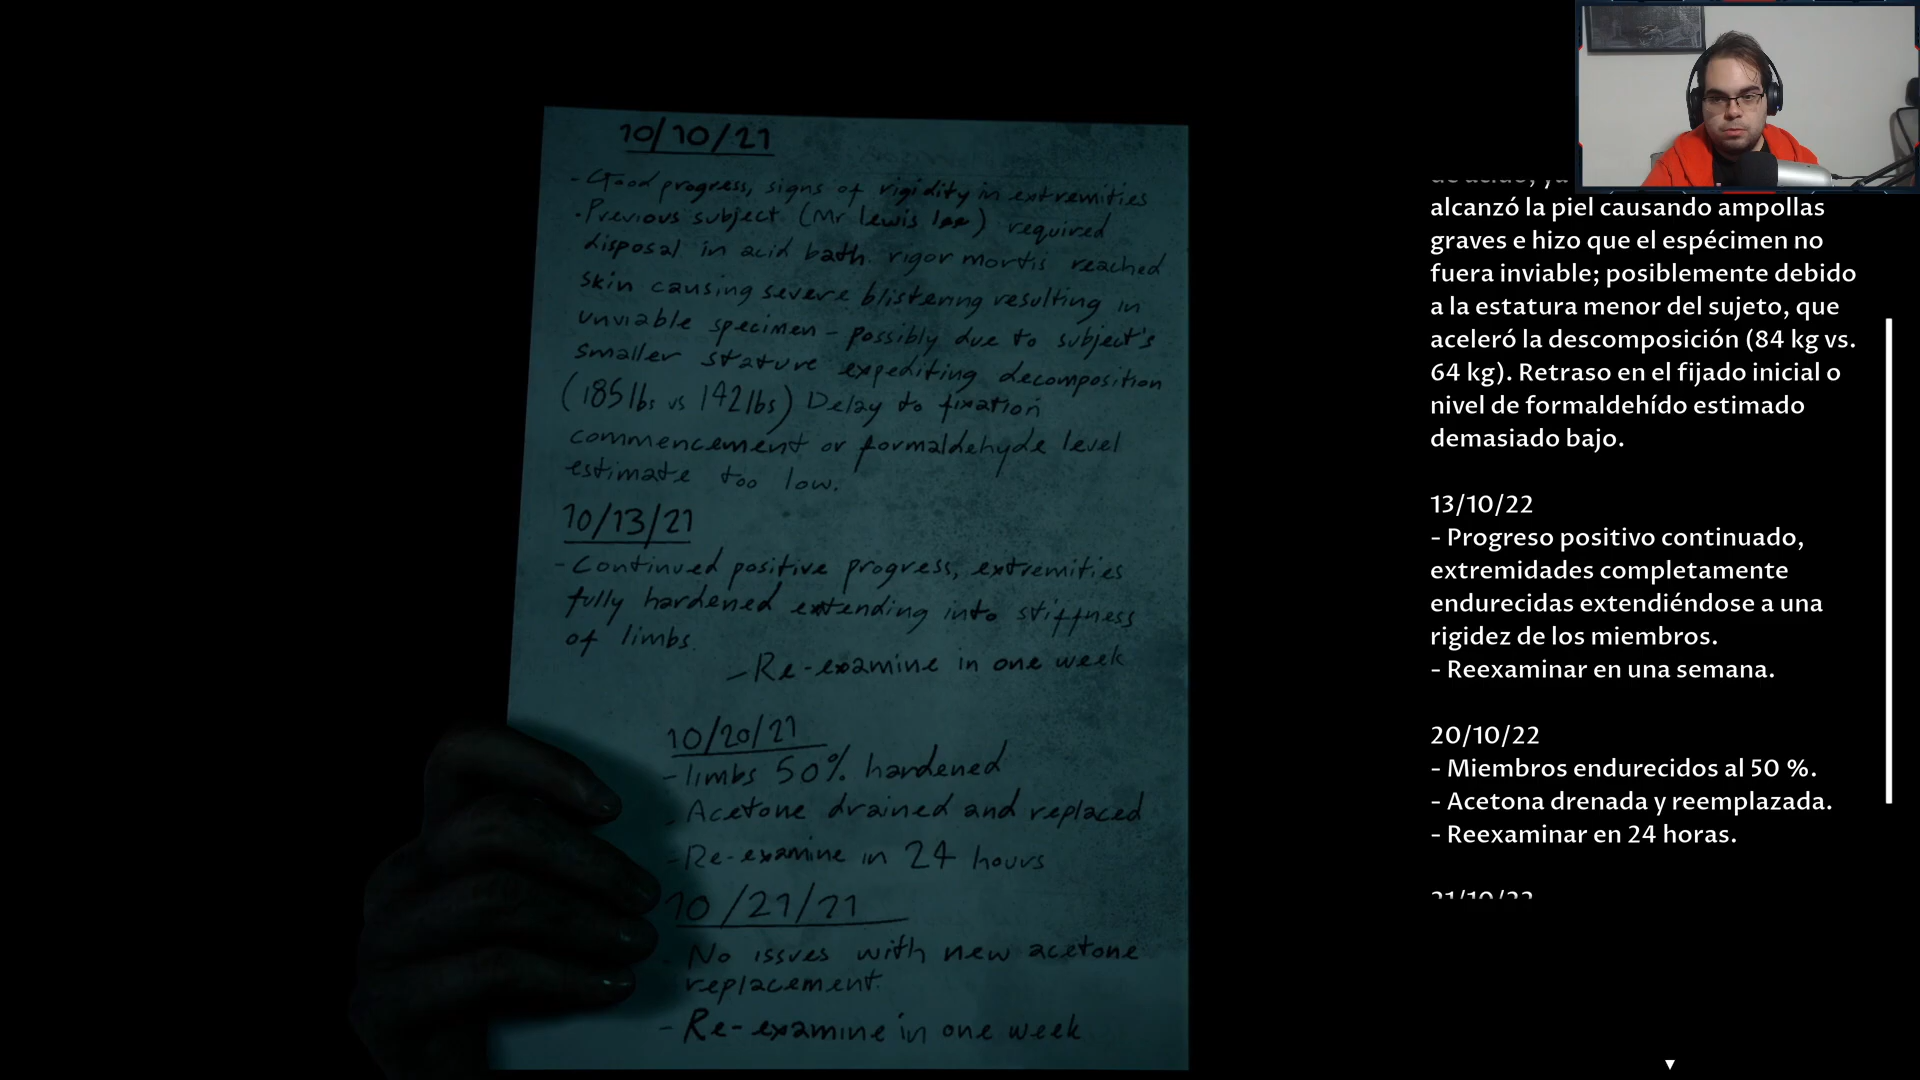 10/10/21
- Good progress, signs of rigidity in extremities
- Previous subject (Mr Lewis Lee) required
disposal in acid bath. rigor mortis reached
skin causing severe blistering resulting in
unviable specimen - possibly due to subject's
smaller stature expediting decomposition
(185lbs vs 142lbs) Delay to fixation
commencement or formaldehyde level
estimate too low.
10/13/21
- Continued positive progress, extremities
fully hardened extending into stiffness
of limbs.
- Re-examine in one week
10/20/21
- limbs 50% hardened
- Acetone drained and replaced
- Re-examine in 24 hours
10/21/21
- No issues with new acetone
replacement.
- Re-examine in one week
alcanzó la piel causando ampollas
graves e hizo que el espécimen no
fuera inviable; posiblemente debido
a la estatura menor del sujeto, que
aceleró la descomposición (84 kg vs.
64 kg). Retraso en el fijado inicial o
nivel de formaldehído estimado
demasiado bajo.
13/10/22
- Progreso positivo continuado,
extremidades completamente
endurecidas extendiéndose a una
rigidez de los miembros.
- Reexaminar en una semana.
20/10/22
- Miembros endurecidos al 50 %.
- Acetona drenada y reemplazada.
- Reexaminar en 24 horas.
21/10/22